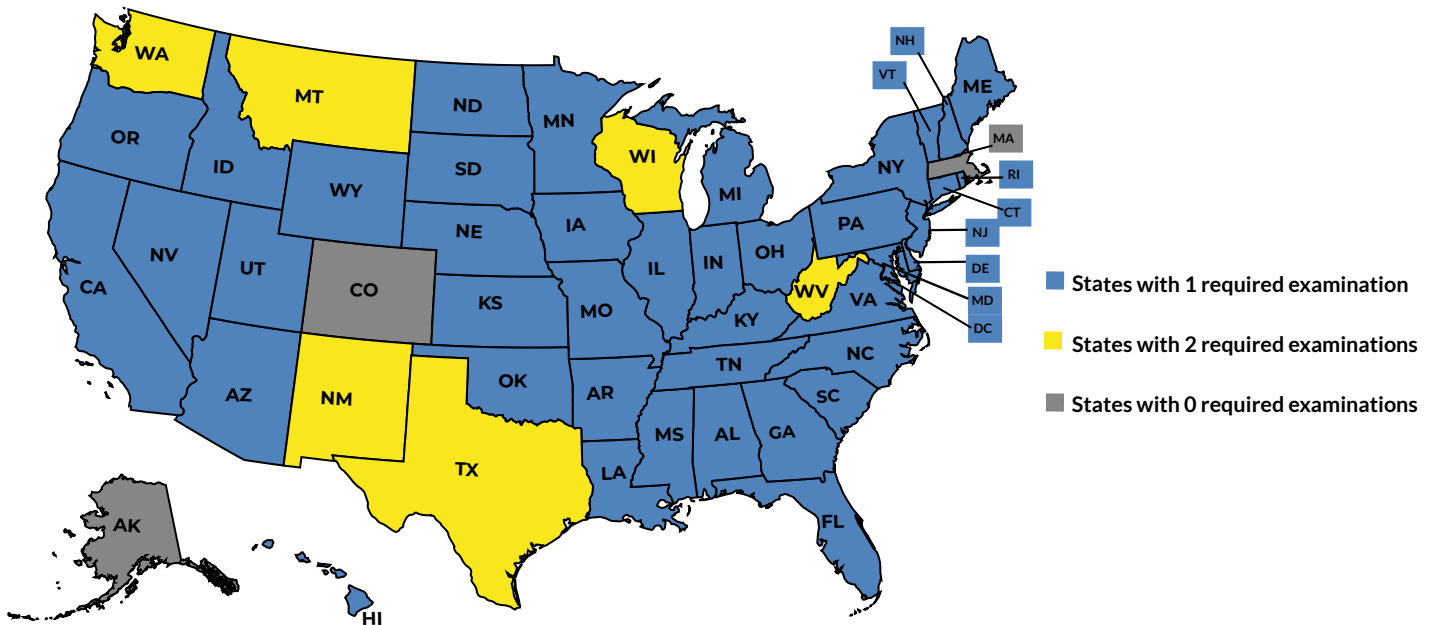 WA
MT
ND
MN
OR
ID
WY
SD
WI
MI
NY
VT
NH
ME
MA
RI
CT
NJ
DE
MD
DC
NE
IA
PA
CA
NV
UT
CO
KS
MO
IL
IN
OH
WV
VA
KY
AZ
NM
OK
AR
TN
NC
SC
TX
LA
MS
AL
GA
FL
AK
HI
States with 1 required examination
States with 2 required examinations
States with 0 required examinations